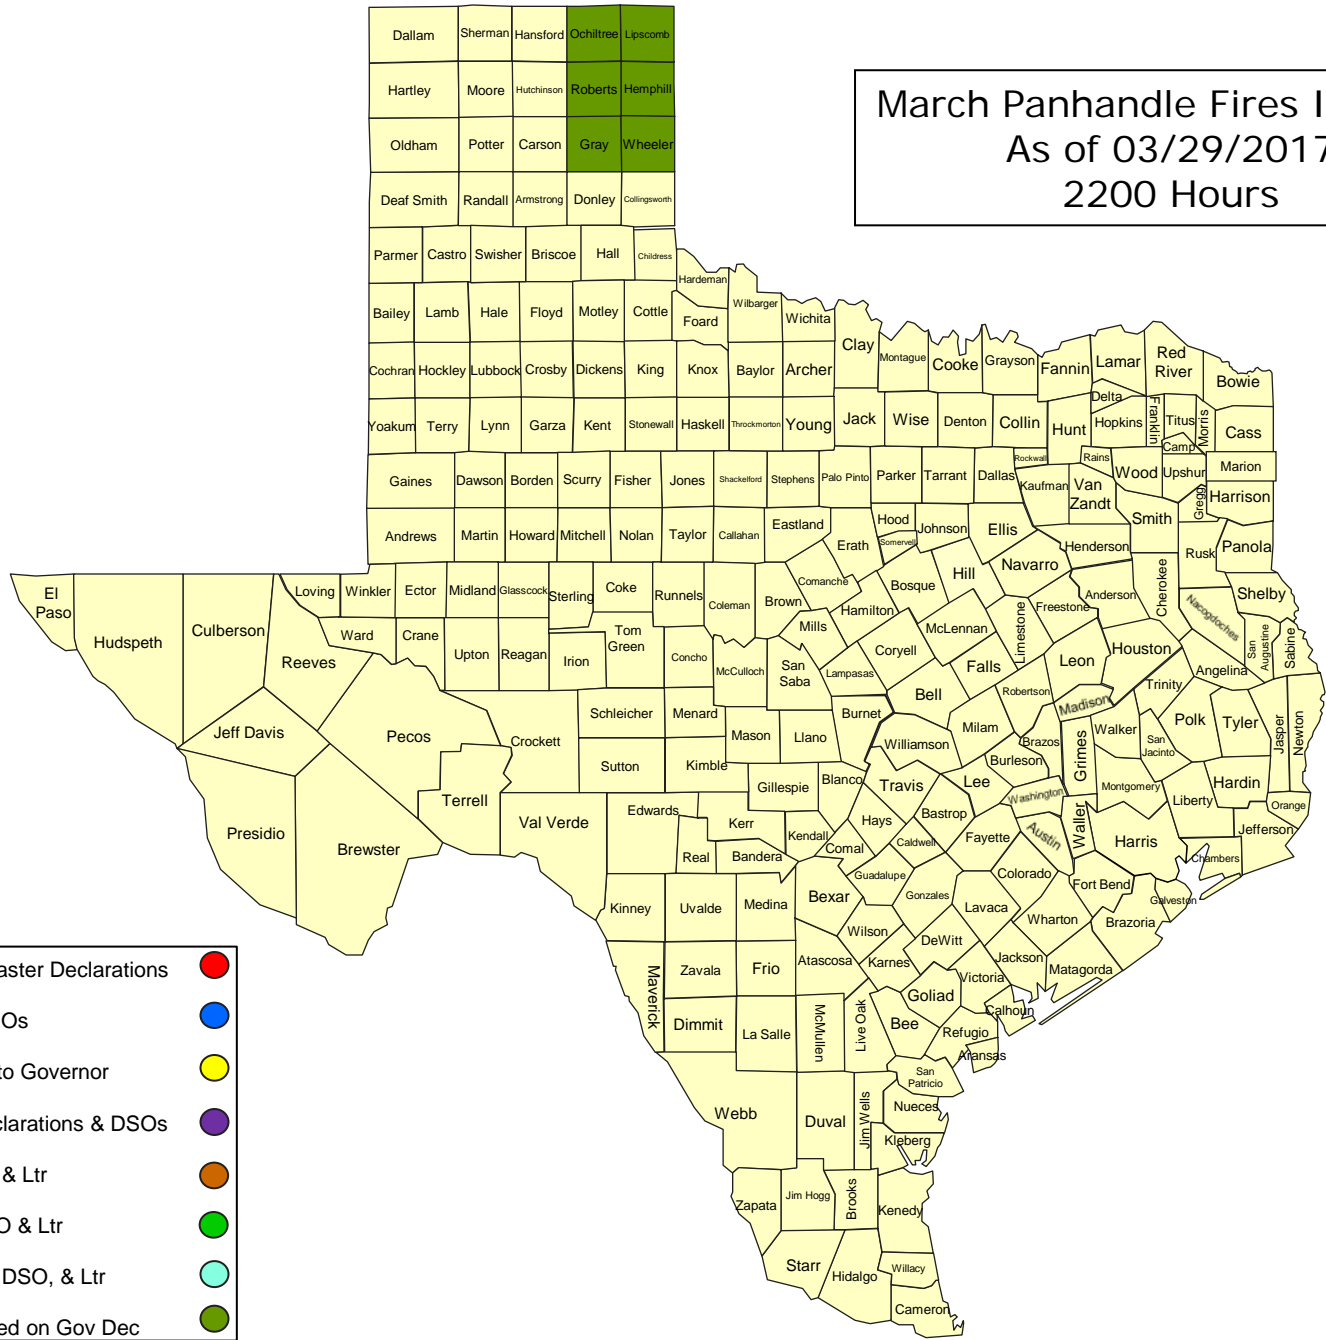 March Panhandle Fires I
As of 03/29/2017
2200 Hours
Dallam Sherman Hansford Ochiltree Lipscomb
Hartley Moore Hutchinson Roberts Hemphill
Oldham Potter Carson Gray Wheeler
Deaf Smith Randall Armstrong Donley Collingsworth
Parmer Castro Swisher Briscoe Hall Childress
Hardeman
Bailey Lamb Hale Floyd Motley Cottle Foard Wilbarger Wichita
Clay Montague Cooke Grayson Fannin Lamar Red River Bowie
Cochran Hockley Lubbock Crosby Dickens King Knox Baylor Archer
Delta
Yoakum Terry Lynn Garza Kent Stonewall Haskell Throckmorton Young Jack Wise Denton Collin Hunt Hopkins Franklin Titus Morris Cass
Camp
Rockwall Rains Wood Upshur Marion
Gaines Dawson Borden Scurry Fisher Jones Shackelford Stephens Palo Pinto Parker Tarrant Dallas Kaufman Van Zandt Gregg Harrison
Andrews Martin Howard Mitchell Nolan Taylor Callahan Eastland Erath Hood Somervell Johnson Ellis Henderson Smith Rusk Panola
El Paso Hudspeth Culberson Loving Winkler Ector Midland Glasscock Sterling Coke Runnels Coleman Brown Comanche Hamilton Bosque Hill Navarro Freestone Anderson Cherokee Nacogdoches Shelby
Reeves Ward Crane Upton Reagan Irion Tom Green Concho McCulloch San Saba Mills Lampasas Coryell McLennan Limestone Falls Leon Houston Angelina San Augustine Sabine
Jeff Davis Pecos Crockett Schleicher Menard Mason Llano Burnet Bell Milam Robertson Madison Trinity Walker San Jacinto Polk Tyler Jasper Newton
Terrell Sutton Kimble Gillespie Blanco Williamson Travis Lee Burleson Brazos Grimes Montgomery Liberty Hardin Orange
Presidio Brewster Val Verde Edwards Kerr Real Bandera Kendall Comal Hays Caldwell Bastrop Fayette Washington Austin Waller Harris Chambers Jefferson
Kinney Uvalde Medina Bexar Guadalupe Gonzales Lavaca Colorado Wharton Fort Bend Brazoria Galveston
Maverick Zavala Frio Atascosa Wilson Karnes DeWitt Victoria Jackson Matagorda
Dimmit La Salle McMullen Live Oak Bee Goliad Refugio Calhoun Aransas
San Patricio
Webb Duval Jim Wells Nueces
Kleberg
Zapata Jim Hogg Brooks Kenedy
Starr Hidalgo Willacy
Cameron
aster Declarations
Os
to Governor
clarations & DSOs
& Ltr
O & Ltr
DSO, & Ltr
ed on Gov Dec